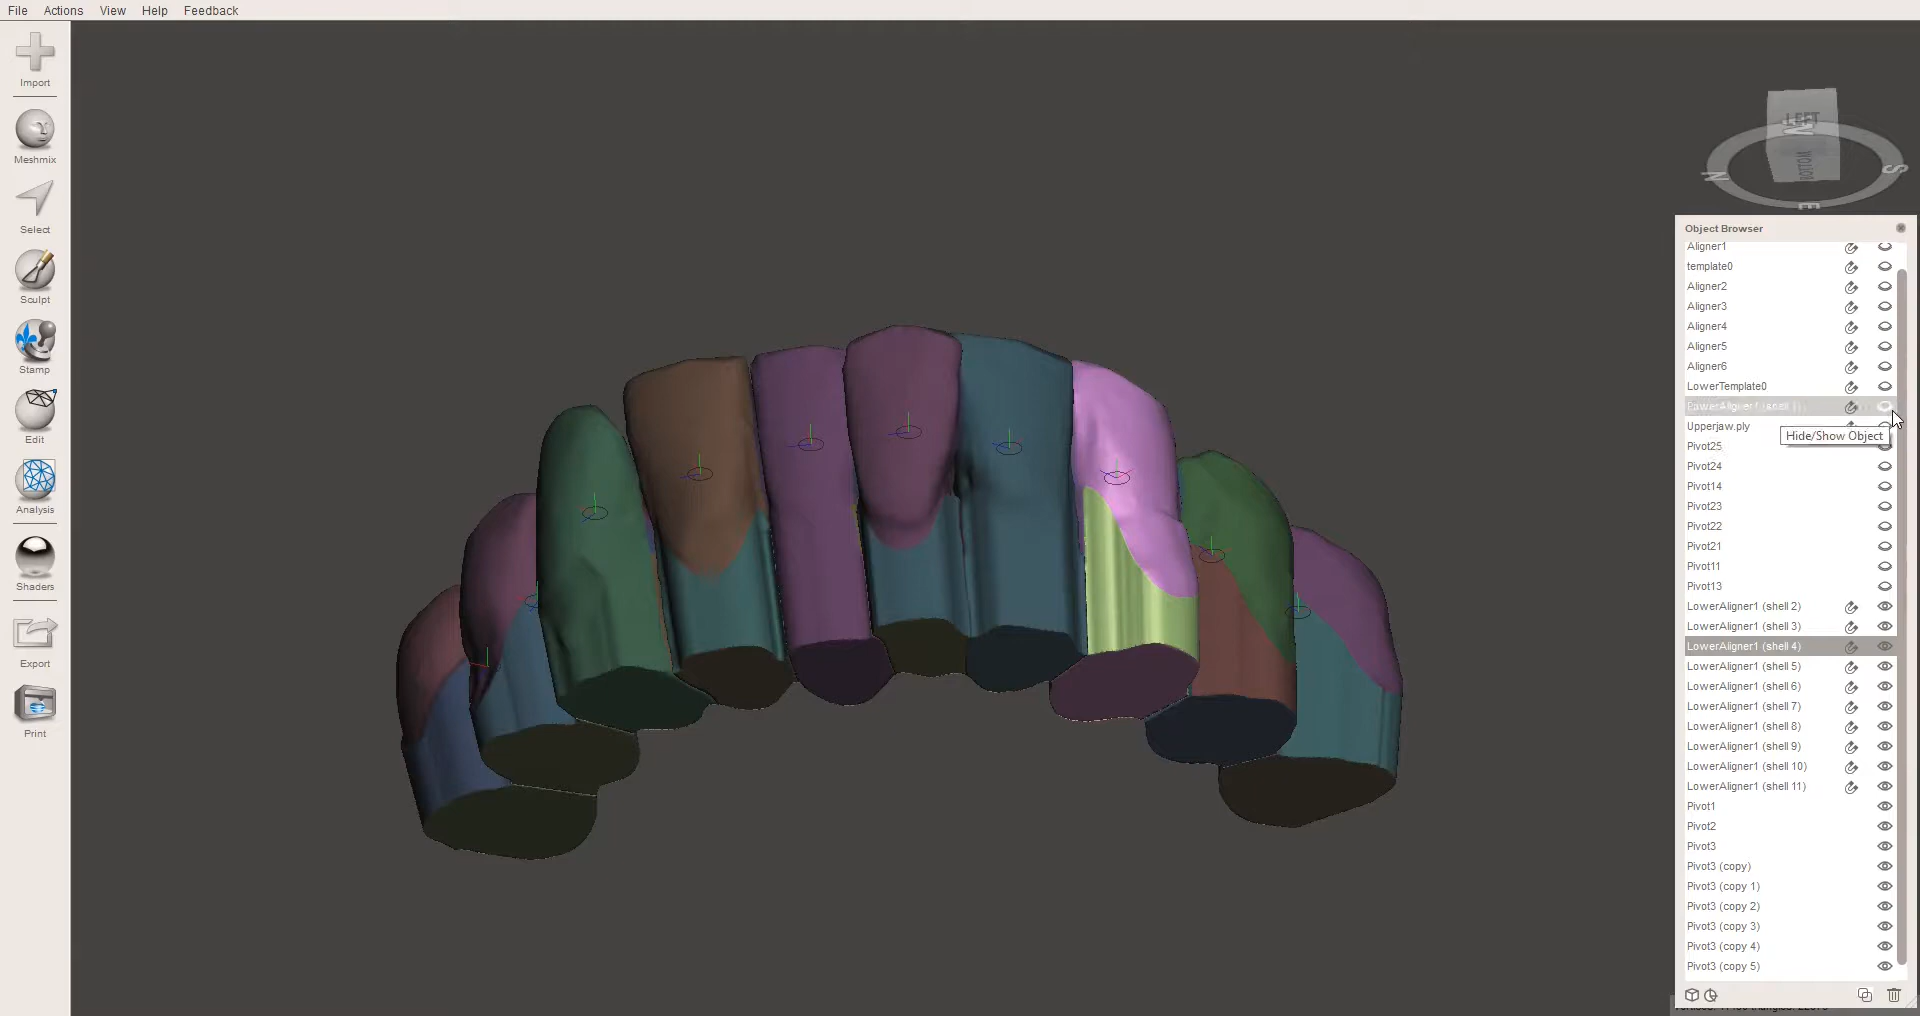 File Actions View Help Feedback
Import
Meshmix
Select
Sculpt
Stamp
Edit
Analysis
Shaders
Export
Print
LEFT
BOTTOM
N
S
E
W
Object Browser
Aligner1
template0
Aligner2
Aligner3
Aligner4
Aligner5
Aligner6
LowerTemplate0
Upperjaw.ply
Hide/Show Object
Pivot25
Pivot24
Pivot14
Pivot23
Pivot22
Pivot21
Pivot11
Pivot13
LowerAligner1 (shell 2)
LowerAligner1 (shell 3)
LowerAligner1 (shell 4)
LowerAligner1 (shell 5)
LowerAligner1 (shell 6)
LowerAligner1 (shell 7)
LowerAligner1 (shell 8)
LowerAligner1 (shell 9)
LowerAligner1 (shell 10)
LowerAligner1 (shell 11)
Pivot1
Pivot2
Pivot3
Pivot3 (copy)
Pivot3 (copy 1)
Pivot3 (copy 2)
Pivot3 (copy 3)
Pivot3 (copy 4)
Pivot3 (copy 5)